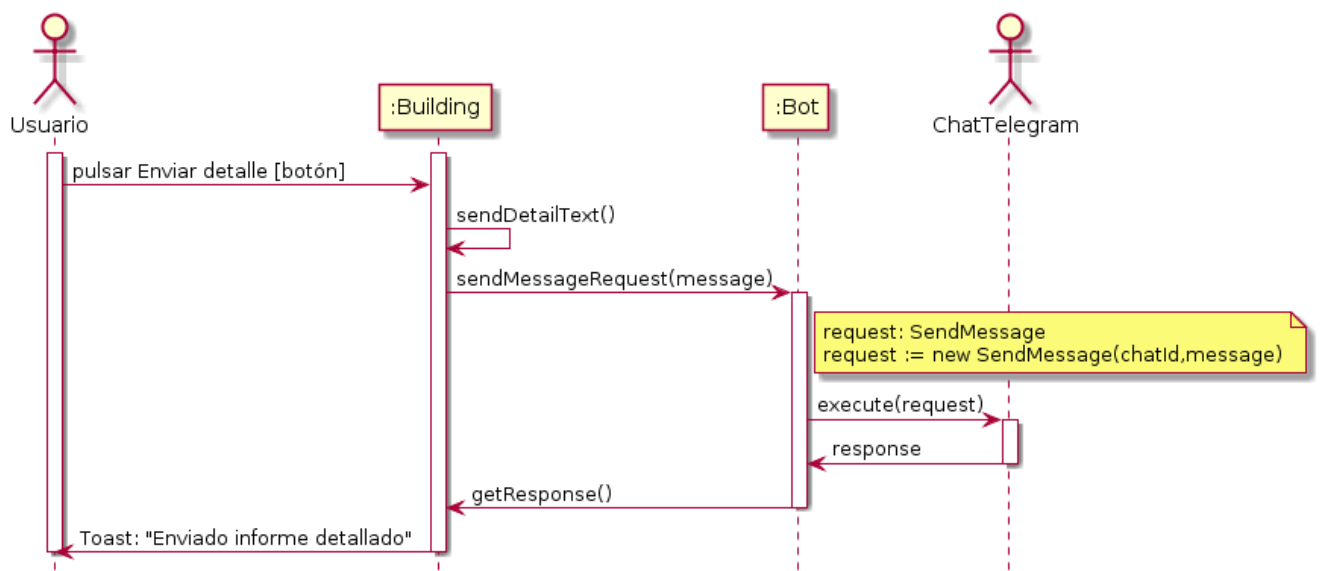 Usuario
:Building
:Bot
ChatTelegram
pulsar Enviar detalle [botón]
sendDetailText()
sendMessageRequest(message)
request: SendMessage
request := new SendMessage(chatId,message)
execute(request)
response
getResponse()
Toast: "Enviado informe detallado"